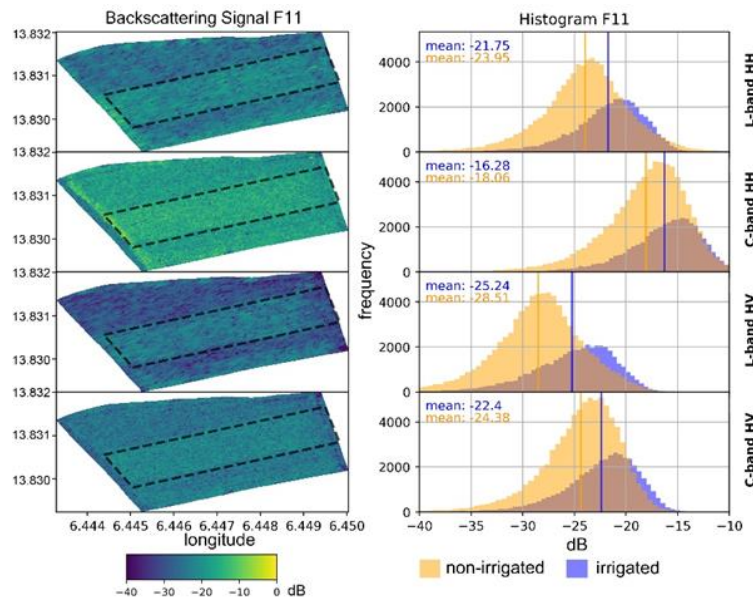 Backscattering Signal F11
Histogram F11
13.832
13.831
13.830
13.832
13.831
13.830
13.832
13.831
13.830
13.832
13.831
13.830
6.444 6.445 6.446 6.447 6.448 6.449 6.450
longitude
-40 -30 -20 -10 0 dB
mean: -21.75
mean: -23.95
4000
2000
0
L-band HH
mean: -16.28
mean: -18.06
4000
2000
0
C-band HH
frequency
mean: -25.24
mean: -28.51
4000
2000
0
L-band HV
mean: -22.4
mean: -24.38
4000
2000
0
C-band HV
-40 -35 -30 -25 -20 -15 -10
dB
non-irrigated irrigated